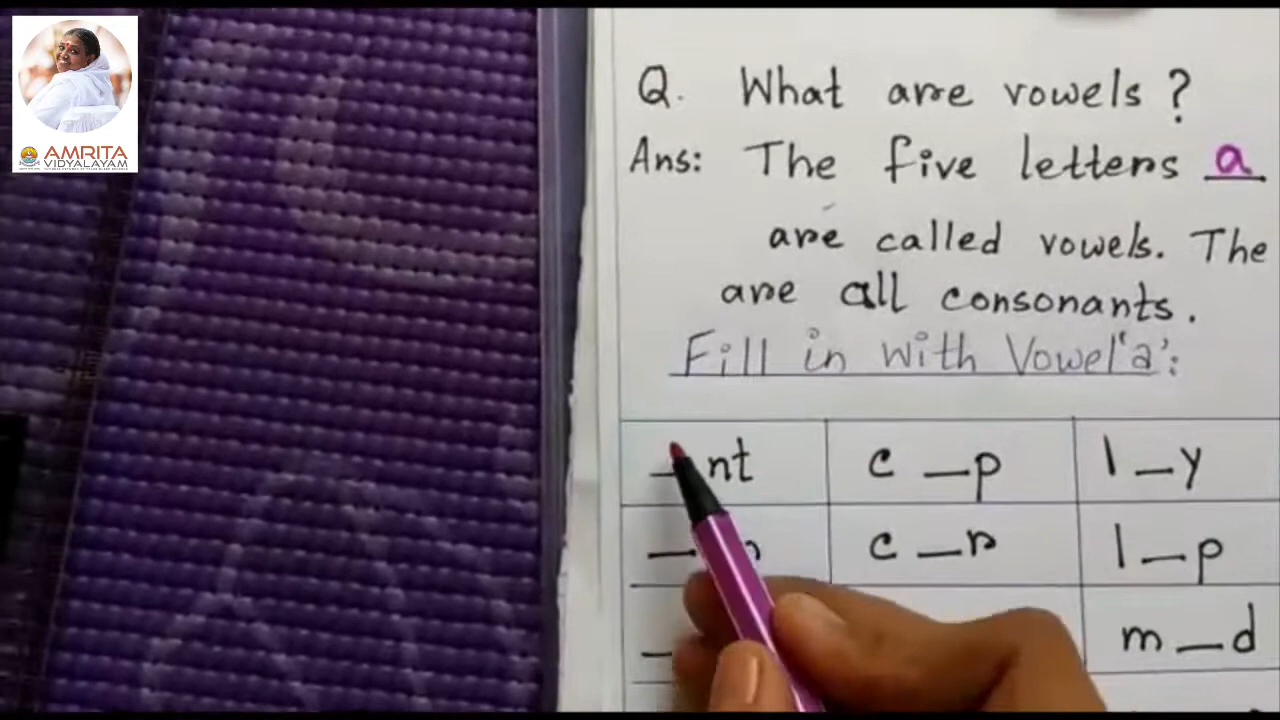 AMRITA
VIDYALAYAM
Q. What are vowels ?
Ans: The five letters a
are called vowels. The
are all consonants.
Fill in with Vowel 'a':
_nt c_p l_y
c_r l_p
m_d